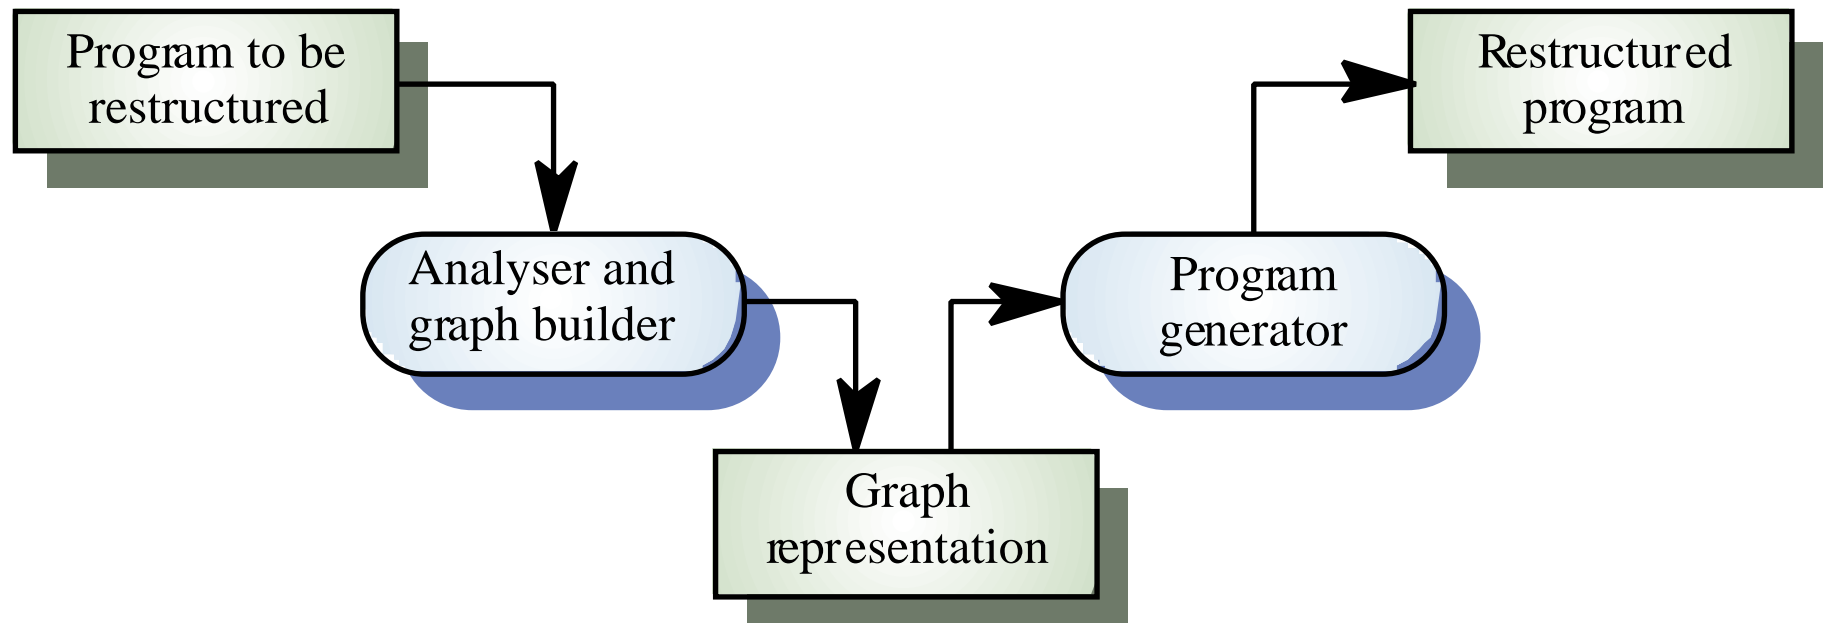 Program to be
restructured
Restructured
program
Analyser and
graph builder
Program
generator
Graph
representation